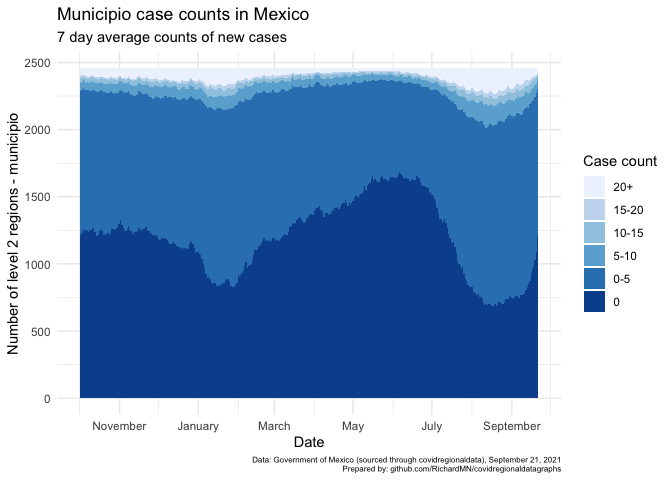 Municipio case counts in Mexico
7 day average counts of new cases
Number of level 2 regions - municipio
2500
2000
1500
1000
500
0
November
January
March
May
July
September
Date
Case count
20+
15-20
10-15
5-10
0-5
0
Data: Government of Mexico (sourced through covidregionaldata), September 21, 2021
Prepared by: github.com/RichardMN/covidregionaldatagraphs